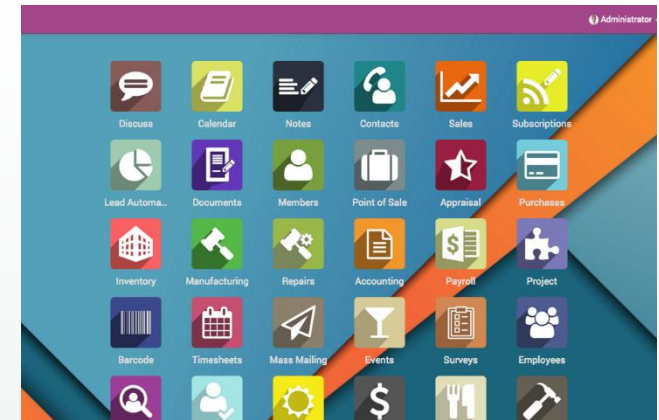 Administrator
Discuss
Calendar
Notes
Contacts
Sales
Subscriptions
Lead Automa...
Documents
Members
Point of Sale
Appraisal
Purchases
Inventory
Manufacturing
Repairs
Accounting
Payroll
Project
Barcode
Timesheets
Mass Mailing
Events
Surveys
Employees